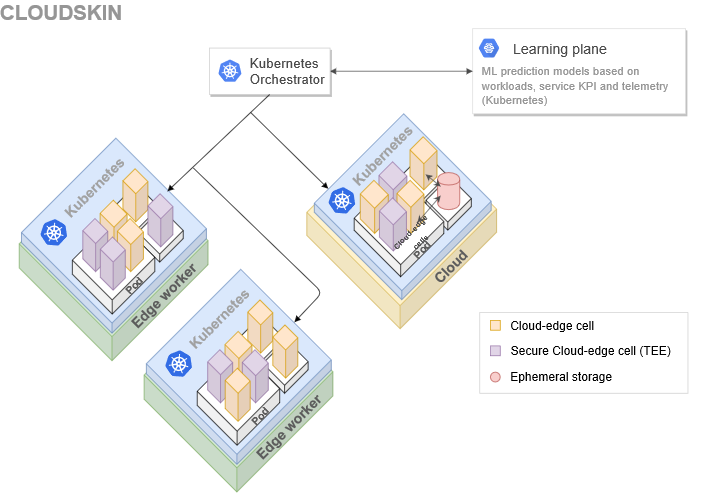 CLOUDSKIN
Kubernetes
Orchestrator
Learning plane
ML prediction models based on
workloads, service KPI and telemetry
(Kubernetes)
Kubernetes
Pod
Edge worker
Kubernetes
Cloud-edge
cells
Pod
Cloud
Kubernetes
Pod
Edge worker
Cloud-edge cell
Secure Cloud-edge cell (TEE)
Ephemeral storage